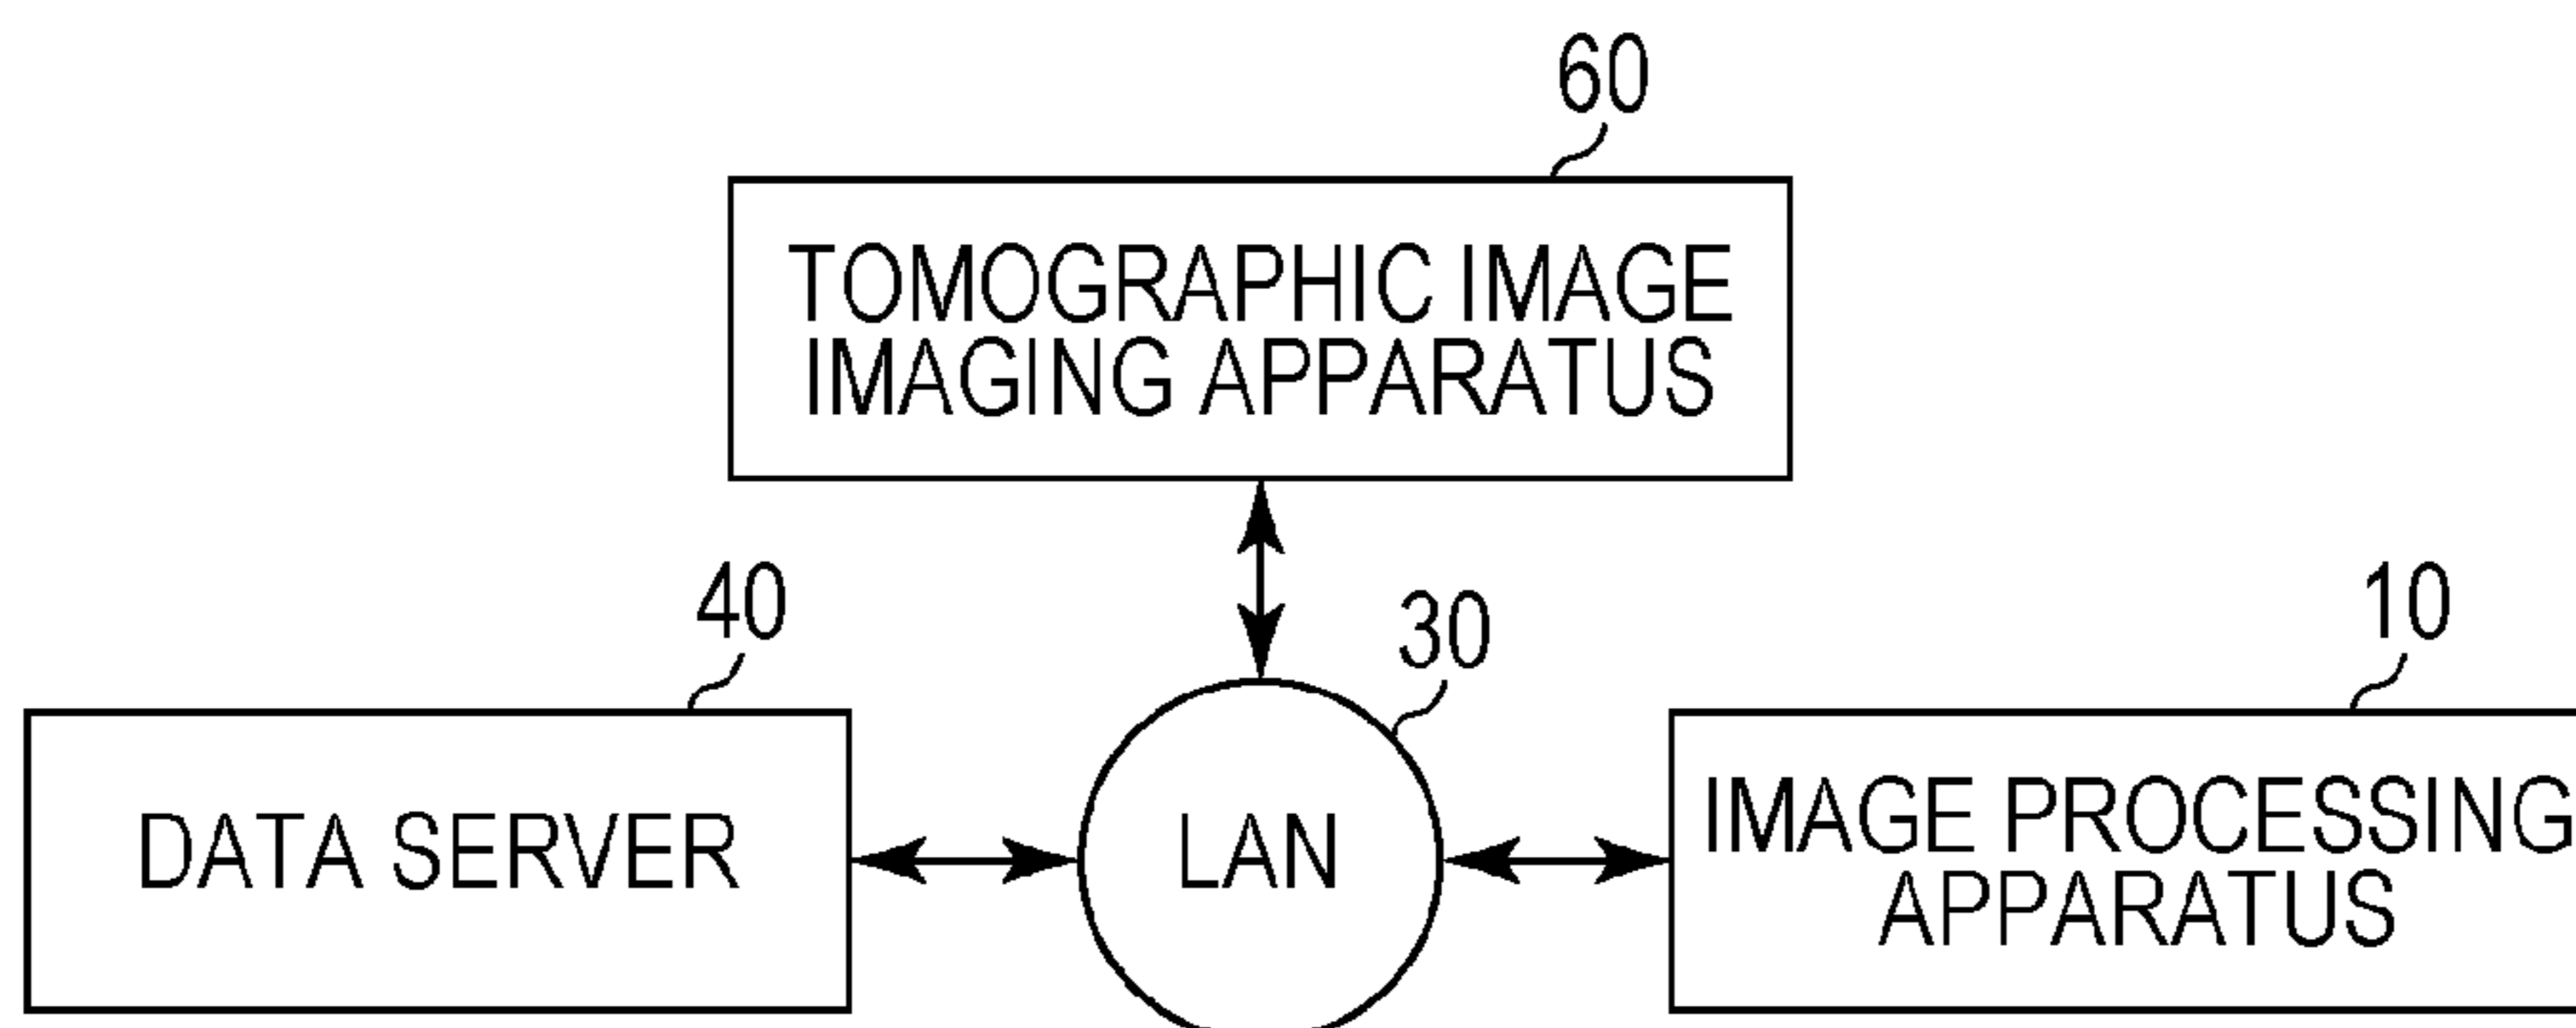 60
TOMOGRAPHIC IMAGE
IMAGING APPARATUS
40
30
10
DATA SERVER
LAN
IMAGE PROCESSING
APPARATUS